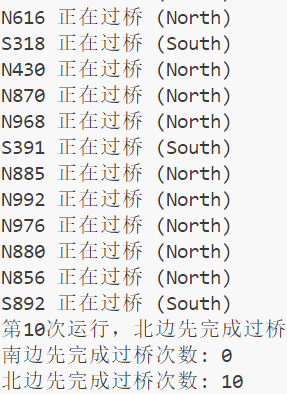 N616 正在过桥 (North)
S318 正在过桥 (South)
N430 正在过桥 (North)
N870 正在过桥 (North)
N968 正在过桥 (North)
S391 正在过桥 (South)
N885 正在过桥 (North)
N992 正在过桥 (North)
N976 正在过桥 (North)
N880 正在过桥 (North)
N856 正在过桥 (North)
S892 正在过桥 (South)
第10次运行，北边先完成过桥
南边先完成过桥次数: 0
北边先完成过桥次数: 10